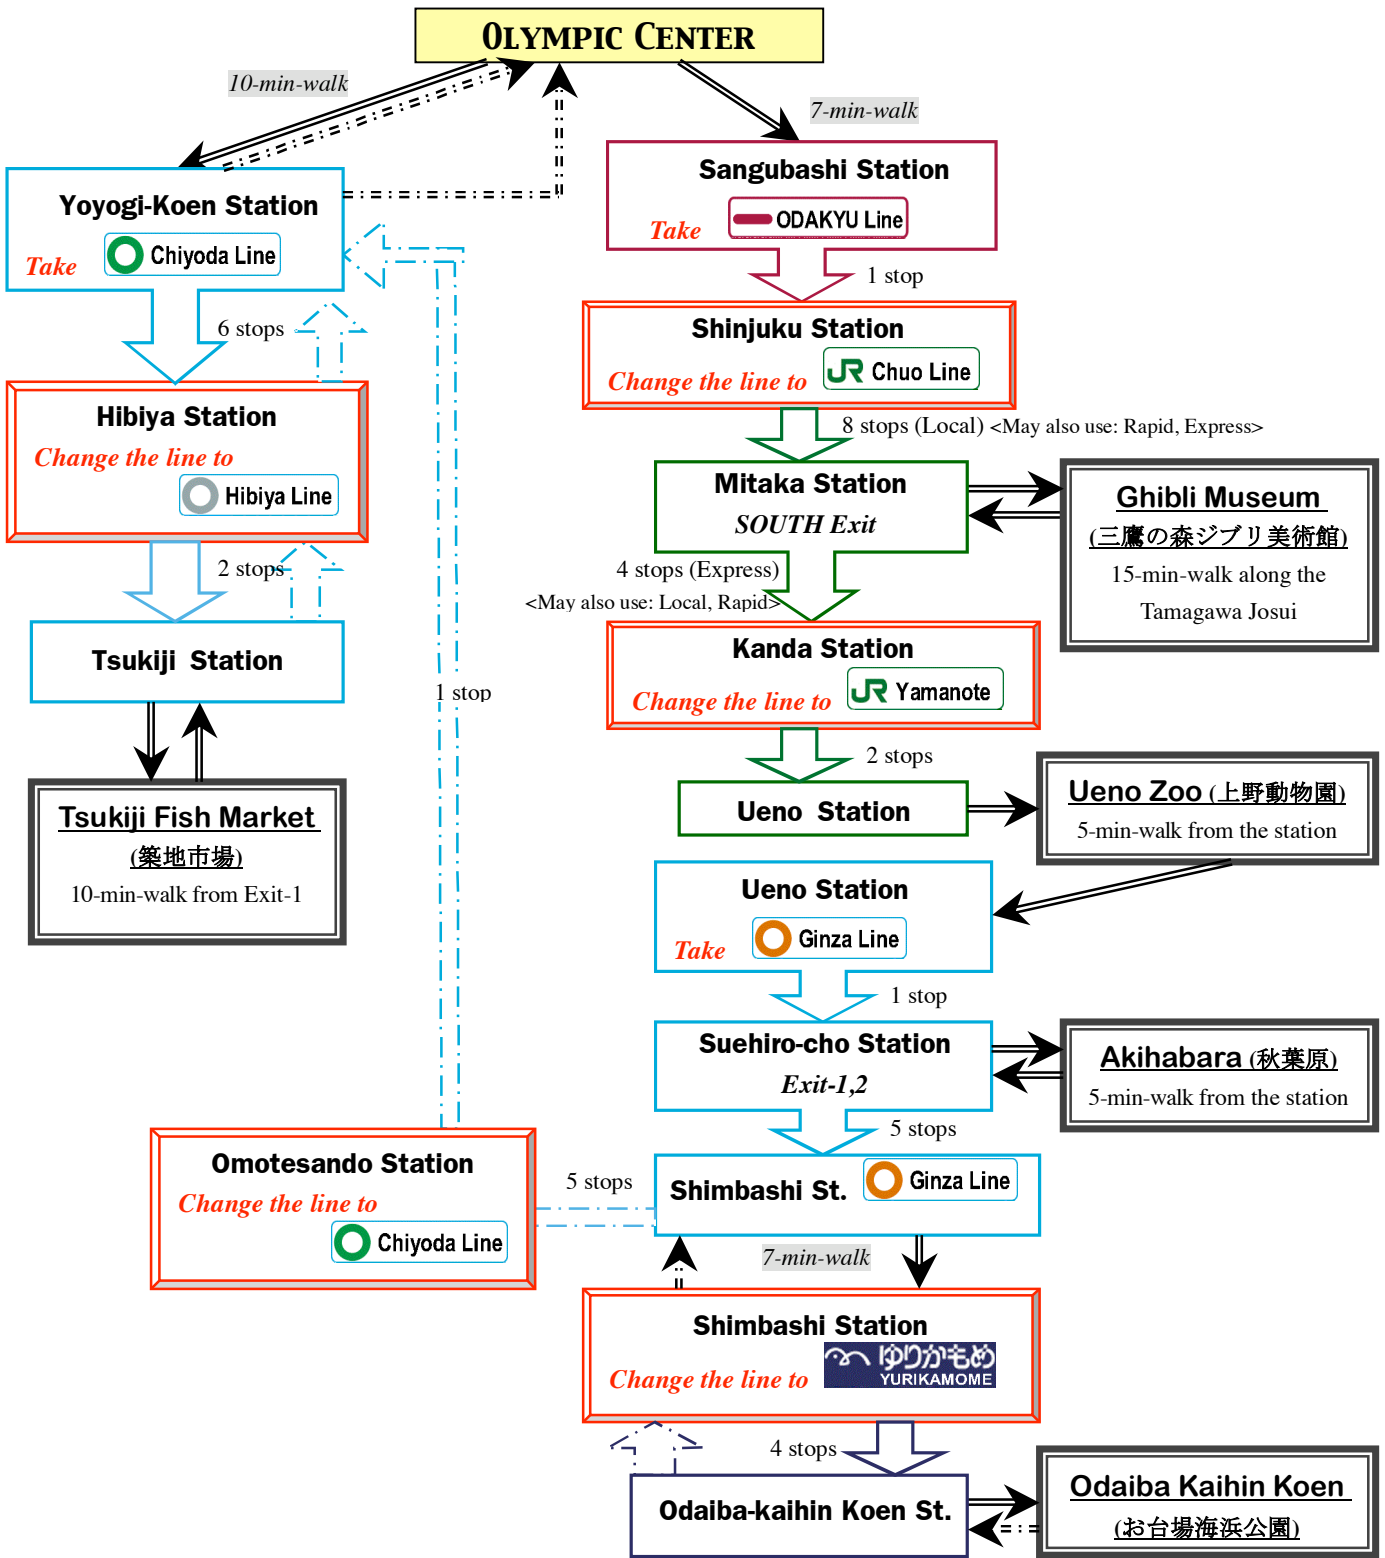 OLYMPIC CENTER
10-min-walk
7-min-walk
Yoyogi-Koen Station
Take
Chiyoda Line
6 stops
Hibiya Station
Change the line to
Hibiya Line
2 stops
Tsukiji Station
Tsukiji Fish Market
(築地市場)
10-min-walk from Exit-1
Sangubashi Station
Take
ODAKYU Line
1 stop
Shinjuku Station
Change the line to
JR Chuo Line
8 stops (Local) <May also use: Rapid, Express>
Mitaka Station
SOUTH Exit
Ghibli Museum
(三鷹の森ジブリ美術館)
15-min-walk along the
Tamagawa Josui
4 stops (Express)
<May also use: Local, Rapid>
Kanda Station
Change the line to
JR Yamanote
2 stops
Ueno Station
Ueno Zoo (上野動物園)
5-min-walk from the station
Ueno Station
Take
Ginza Line
1 stop
Suehiro-cho Station
Exit-1,2
Akihabara (秋葉原)
5-min-walk from the station
5 stops
Shimbashi St.
Ginza Line
5 stops
Omotesando Station
Change the line to
Chiyoda Line
1 stop
7-min-walk
Shimbashi Station
Change the line to
ゆりかもめ
YURIKAMOME
4 stops
Odaiba-kaihin Koen St.
Odaiba Kaihin Koen
(お台場海浜公園)